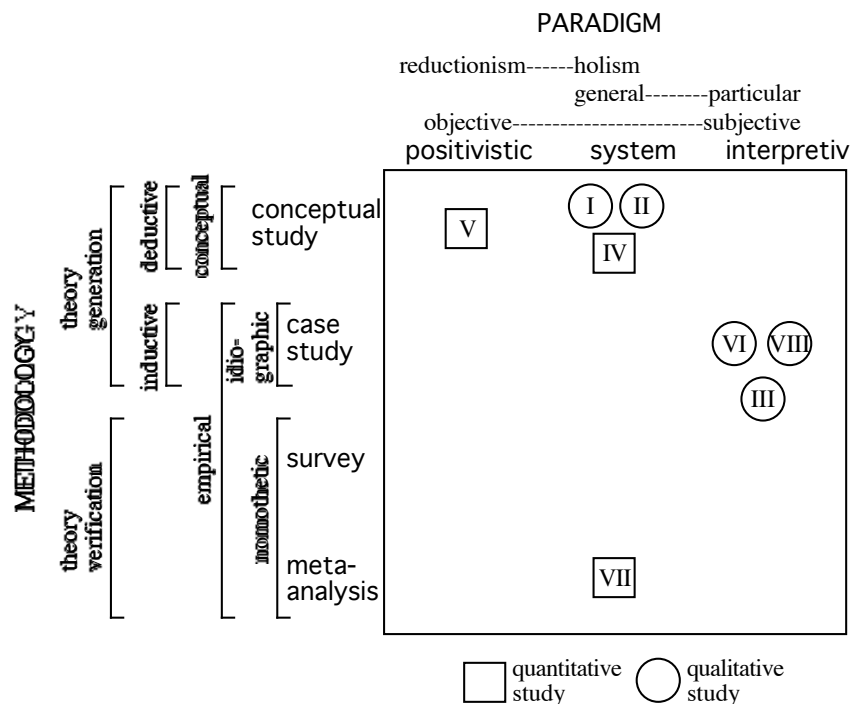 PARADIGM
reductionism------holism
general--------particular
objective------------------------subjective
positivistic system interpretiv
METHODOLOGY
theory
generation
theory
verification
deductive
inductive
conceptual
empirical
idio=
graphic
nomothetic
conceptual
study
case
study
survey
meta-
analysis
I II
V
IV
VI VIII
III
VII
quantitative
study
qualitative
study